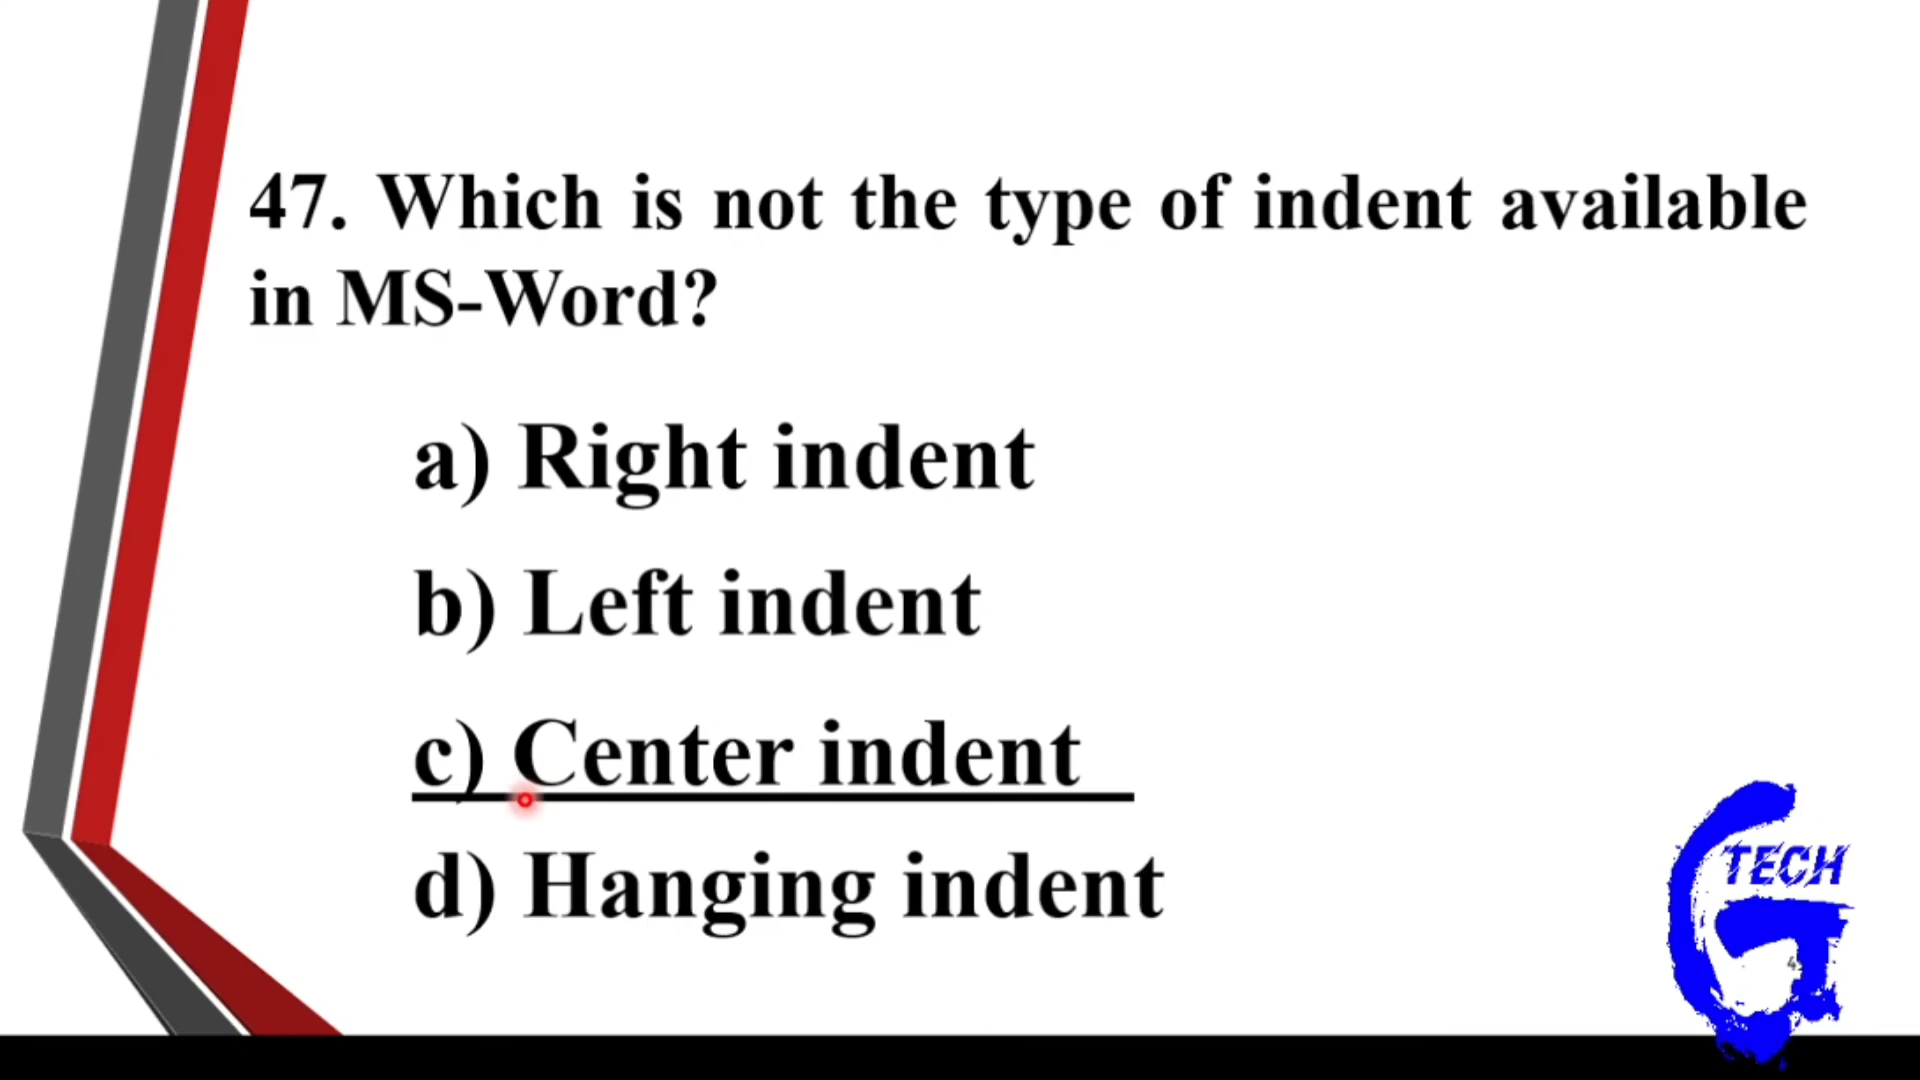 47. Which is not the type of indent available
in MS-Word?
a) Right indent
b) Left indent
c) Center indent
d) Hanging indent
TECH